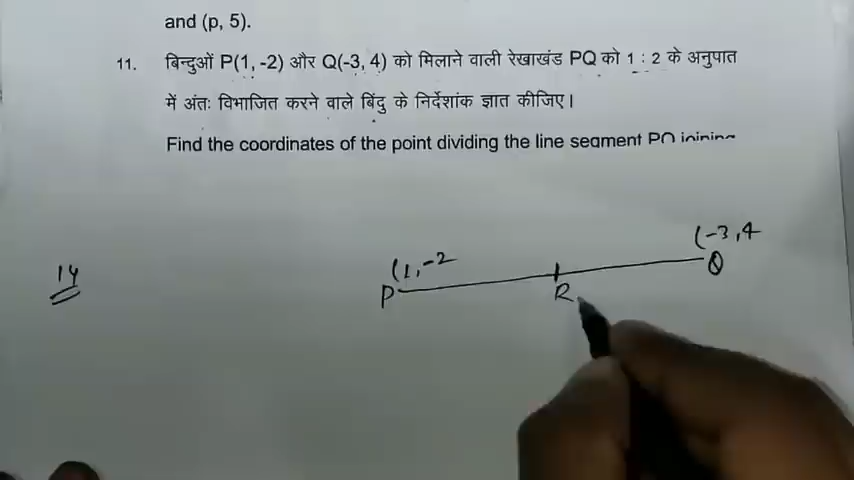 and (p, 5).
11. बिन्दुओं P(1, -2) और Q(-3, 4) को मिलाने वाली रेखाखंड PQ को 1 : 2 के अनुपात
में अंतः विभाजित करने वाले बिंदु के निर्देशांक ज्ञात कीजिए।
Find the coordinates of the point dividing the line segment PQ joining
(-3, 4
(1, -2
Q
14
P
R